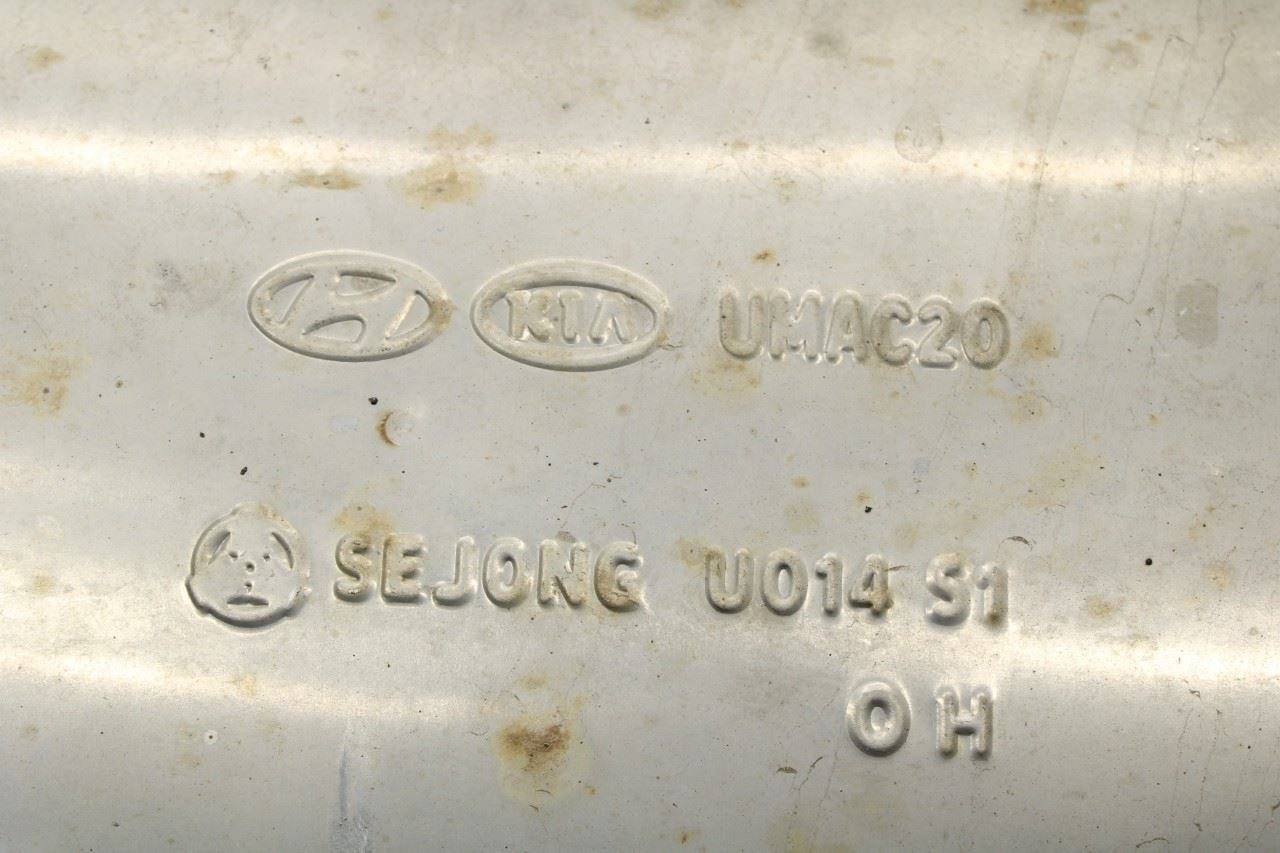 KIA UMAC20
SEJONG U014 S1
O H